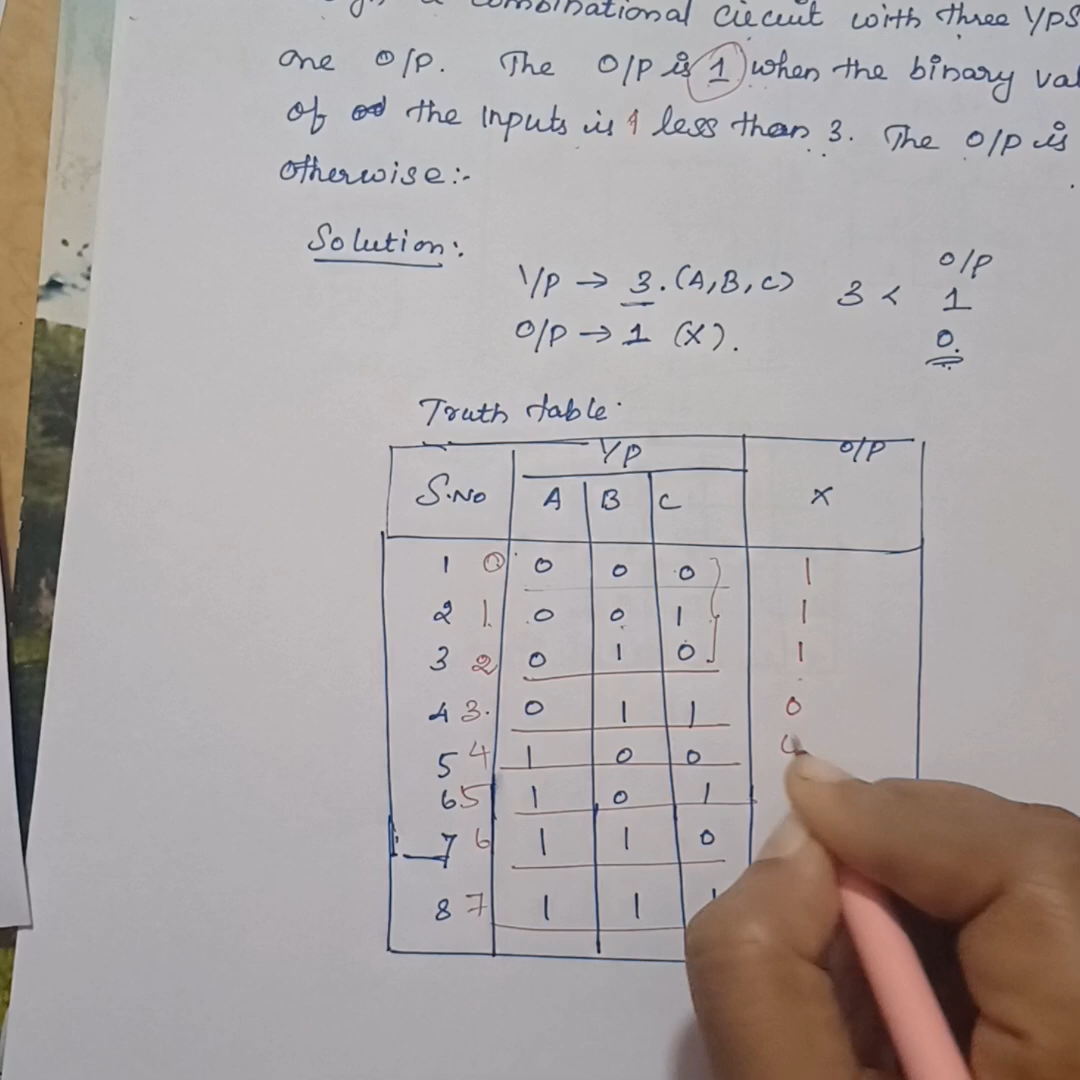 combinational circuit with three I/PS
one O/P. The O/P is 1 when the binary val
of the inputs is less than 3. The O/P is
otherwise:-
Solution:
I/P → 3. (A, B, C) 3 < O/P
1
O/P → 1 (X). 0.
Truth table.
S.No I/P O/P
A B C X
1 0 0 0 0 1
2 1. 0 0 1 1
3 2 0 1 0 1
4 3. 0 1 1 0
5 4 1 0 0
6 5 1 0 1
7 6 1 1 0
8 7 1 1